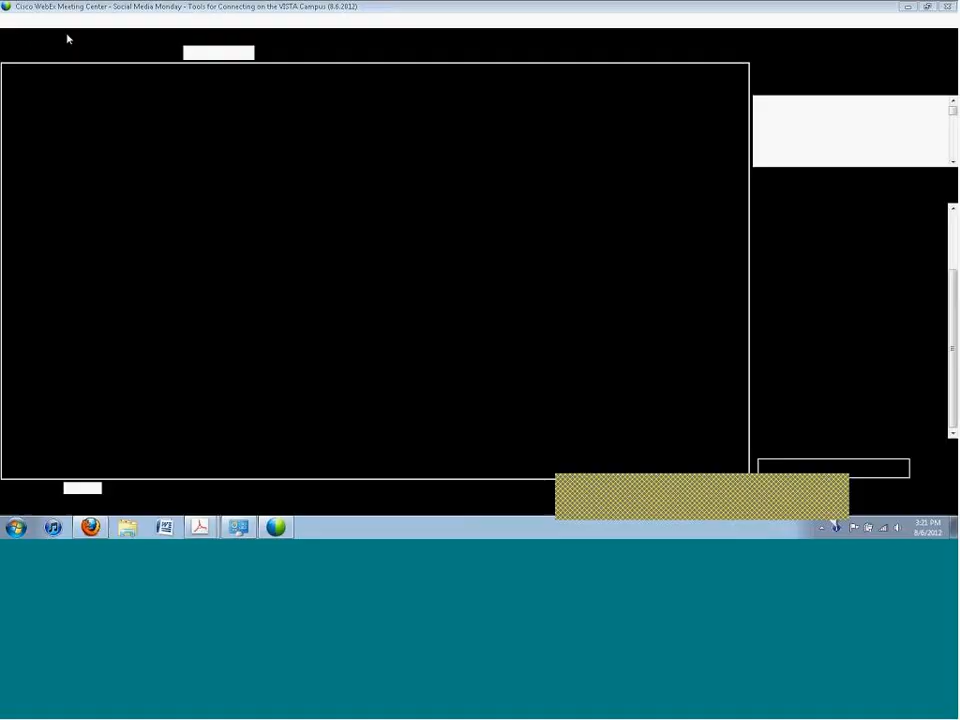 Cisco WebEx Meeting Center - Social Media Monday - Tools for Connecting on the VISTA Campus (8.6.2012)
3:21 PM
8/6/2012